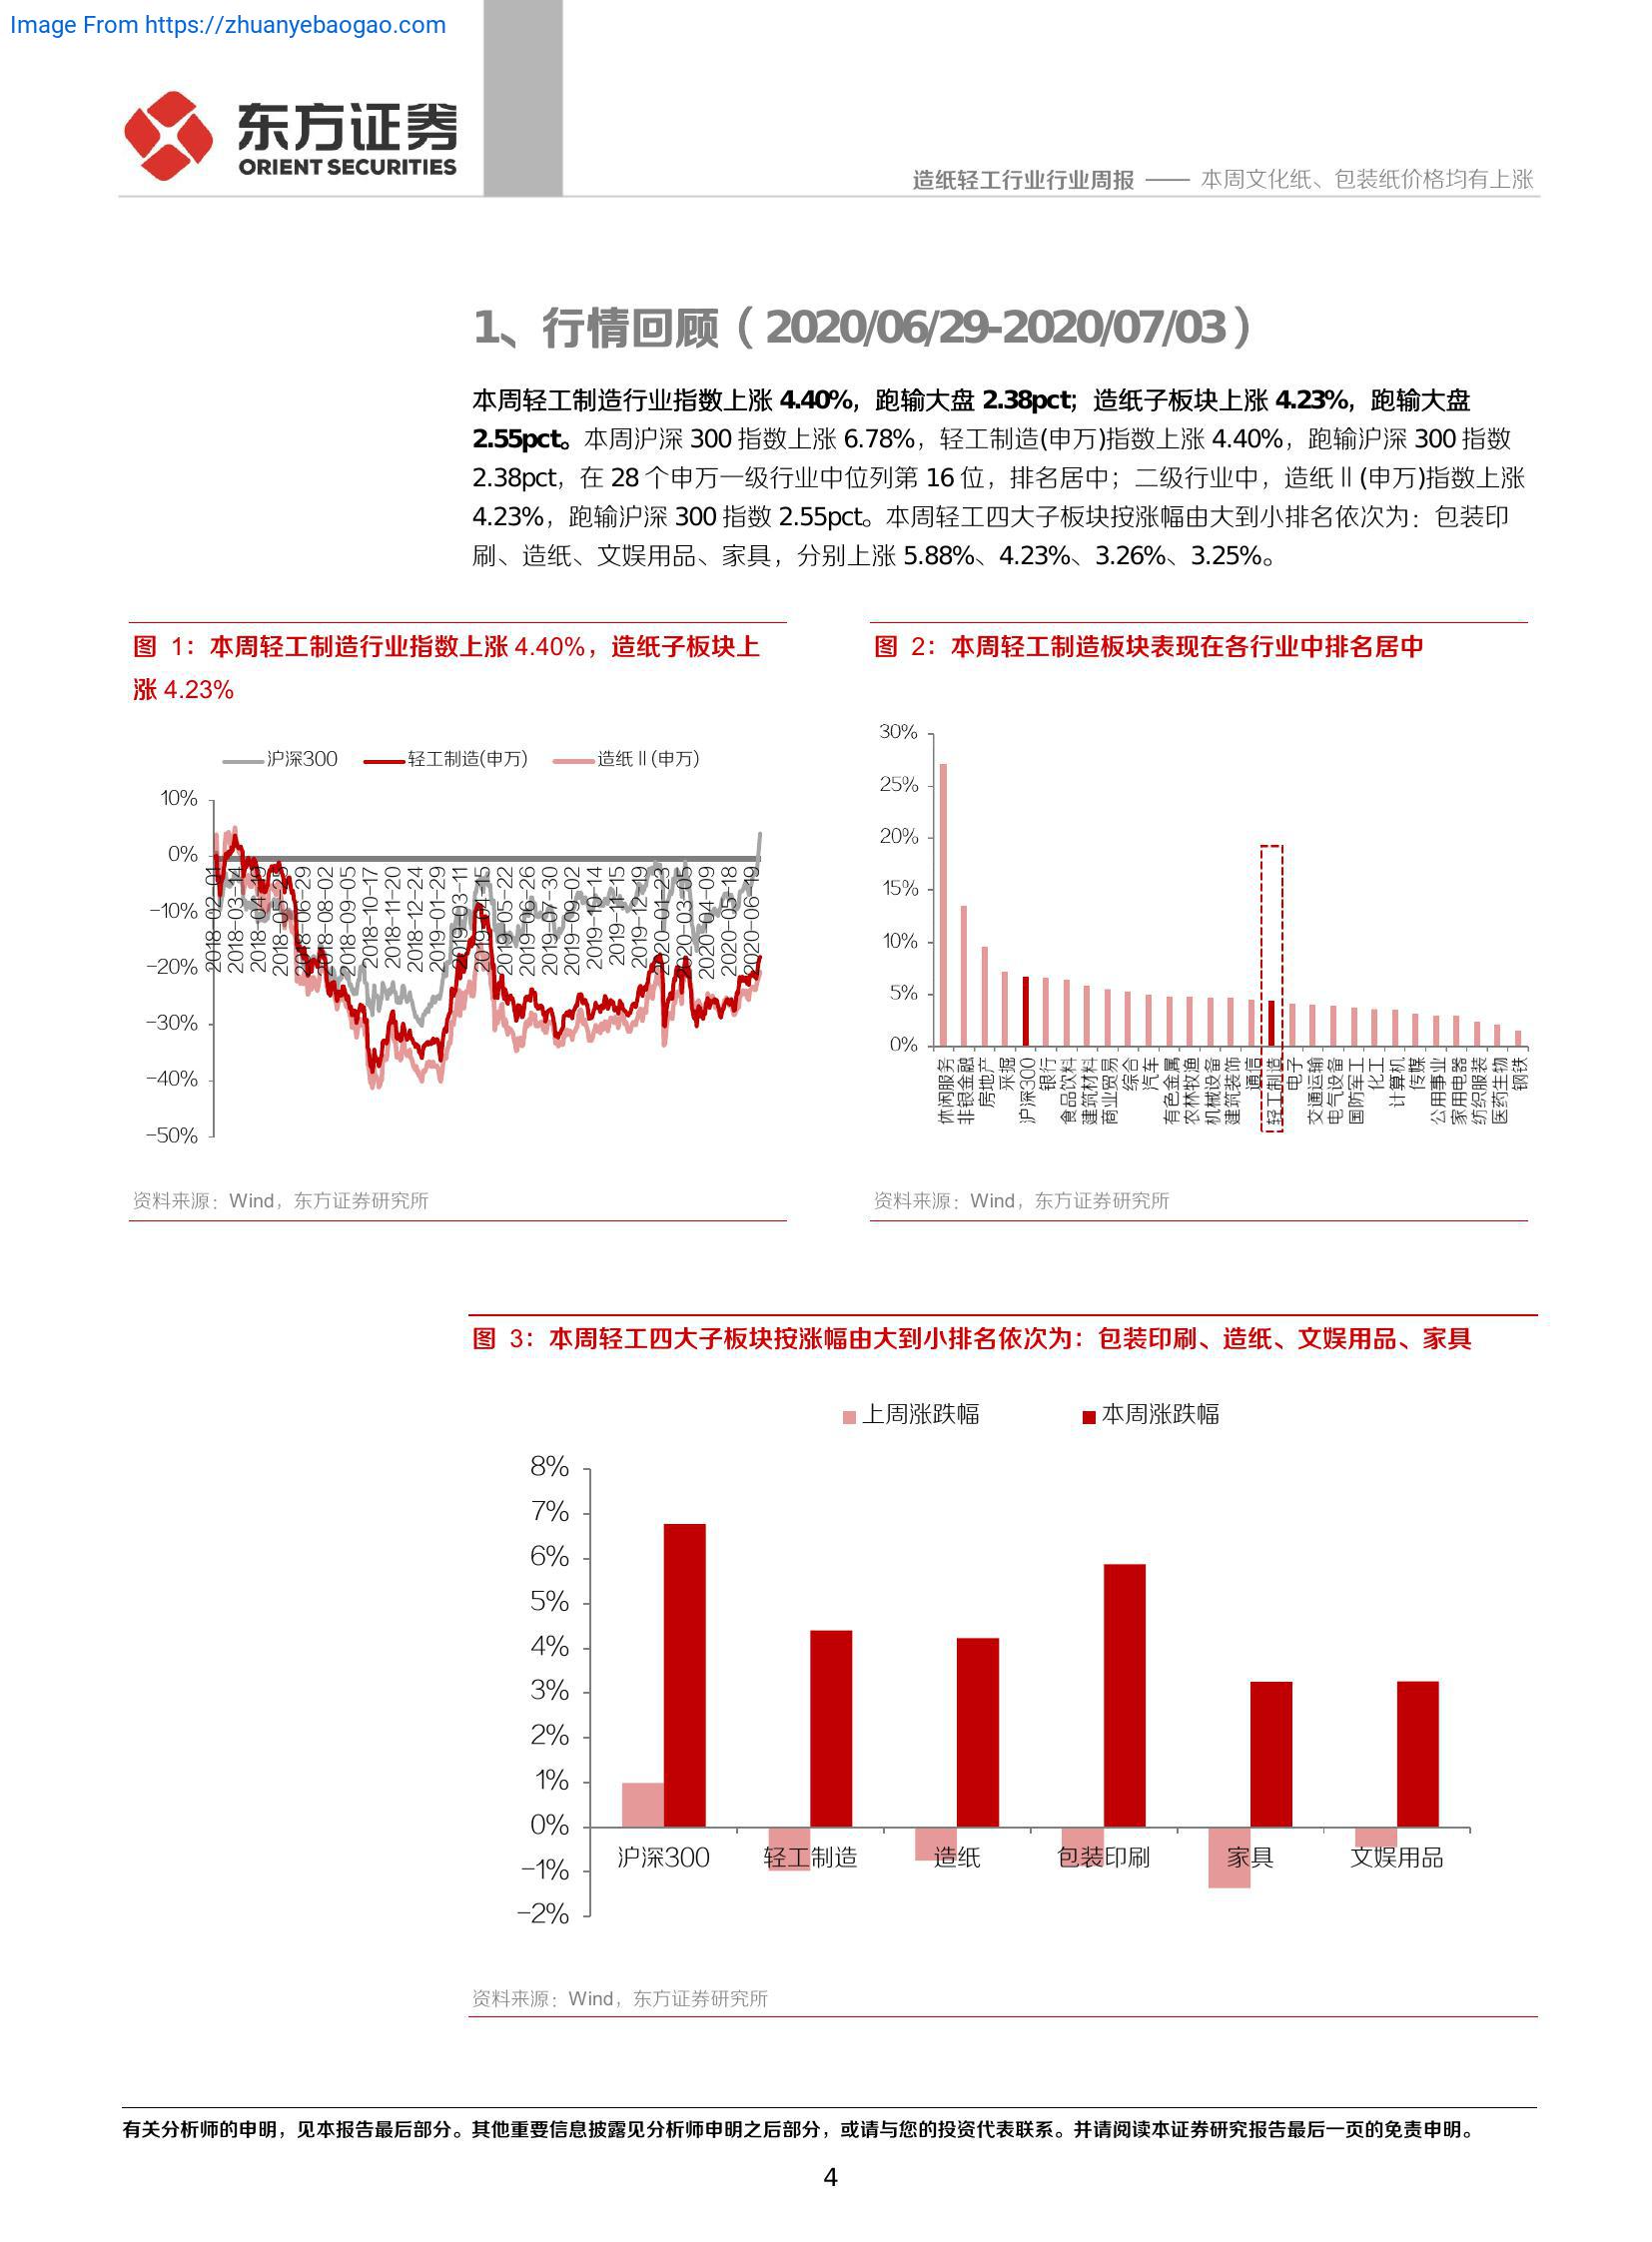 Image From https://zhuanyebaogao.com
东方证券
ORIENT SECURITIES
造纸轻工行业行业周报 —— 本周文化纸、包装纸价格均有上涨
1、行情回顾（2020/06/29-2020/07/03）
本周轻工制造行业指数上涨 4.40%，跑输大盘 2.38pct；造纸子板块上涨 4.23%，跑输大盘
2.55pct。本周沪深 300 指数上涨 6.78%，轻工制造(申万)指数上涨 4.40%，跑输沪深 300 指数
2.38pct，在 28 个申万一级行业中位列第 16 位，排名居中；二级行业中，造纸Ⅱ(申万)指数上涨
4.23%，跑输沪深 300 指数 2.55pct。本周轻工四大子板块按涨幅由大到小排名依次为：包装印
刷、造纸、文娱用品、家具，分别上涨 5.88%、4.23%、3.26%、3.25%。
图 1：本周轻工制造行业指数上涨 4.40%，造纸子板块上
涨 4.23%
沪深300 轻工制造(申万) 造纸Ⅱ(申万)
10%
0%
-10%
-20%
-30%
-40%
-50%
2018-02-01
2018-03-14
2018-04-19
2018-05-25
2018-06-29
2018-08-02
2018-09-05
2018-10-17
2018-11-20
2018-12-24
2019-01-29
2019-03-11
2019-04-15
2019-05-22
2019-06-26
2019-07-30
2019-09-02
2019-10-14
2019-11-15
2019-12-19
2020-01-23
2020-03-05
2020-04-09
2020-05-18
2020-06-19
资料来源：Wind，东方证券研究所
图 2：本周轻工制造板块表现在各行业中排名居中
30%
25%
20%
15%
10%
5%
0%
休闲服务
非银金融
房地产
采掘
沪深300
银行
食品饮料
建筑材料
商业贸易
综合
汽车
有色金属
农林牧渔
机械设备
建筑装饰
通信
轻工制造
电子
交通运输
电气设备
国防军工
化工
计算机
传媒
公用事业
家用电器
纺织服装
医药生物
钢铁
资料来源：Wind，东方证券研究所
图 3：本周轻工四大子板块按涨幅由大到小排名依次为：包装印刷、造纸、文娱用品、家具
上周涨跌幅 本周涨跌幅
8%
7%
6%
5%
4%
3%
2%
1%
0%
-1%
-2%
沪深300 轻工制造 造纸 包装印刷 家具 文娱用品
资料来源：Wind，东方证券研究所
有关分析师的申明，见本报告最后部分。其他重要信息披露见分析师申明之后部分，或请与您的投资代表联系。并请阅读本证券研究报告最后一页的免责申明。
4